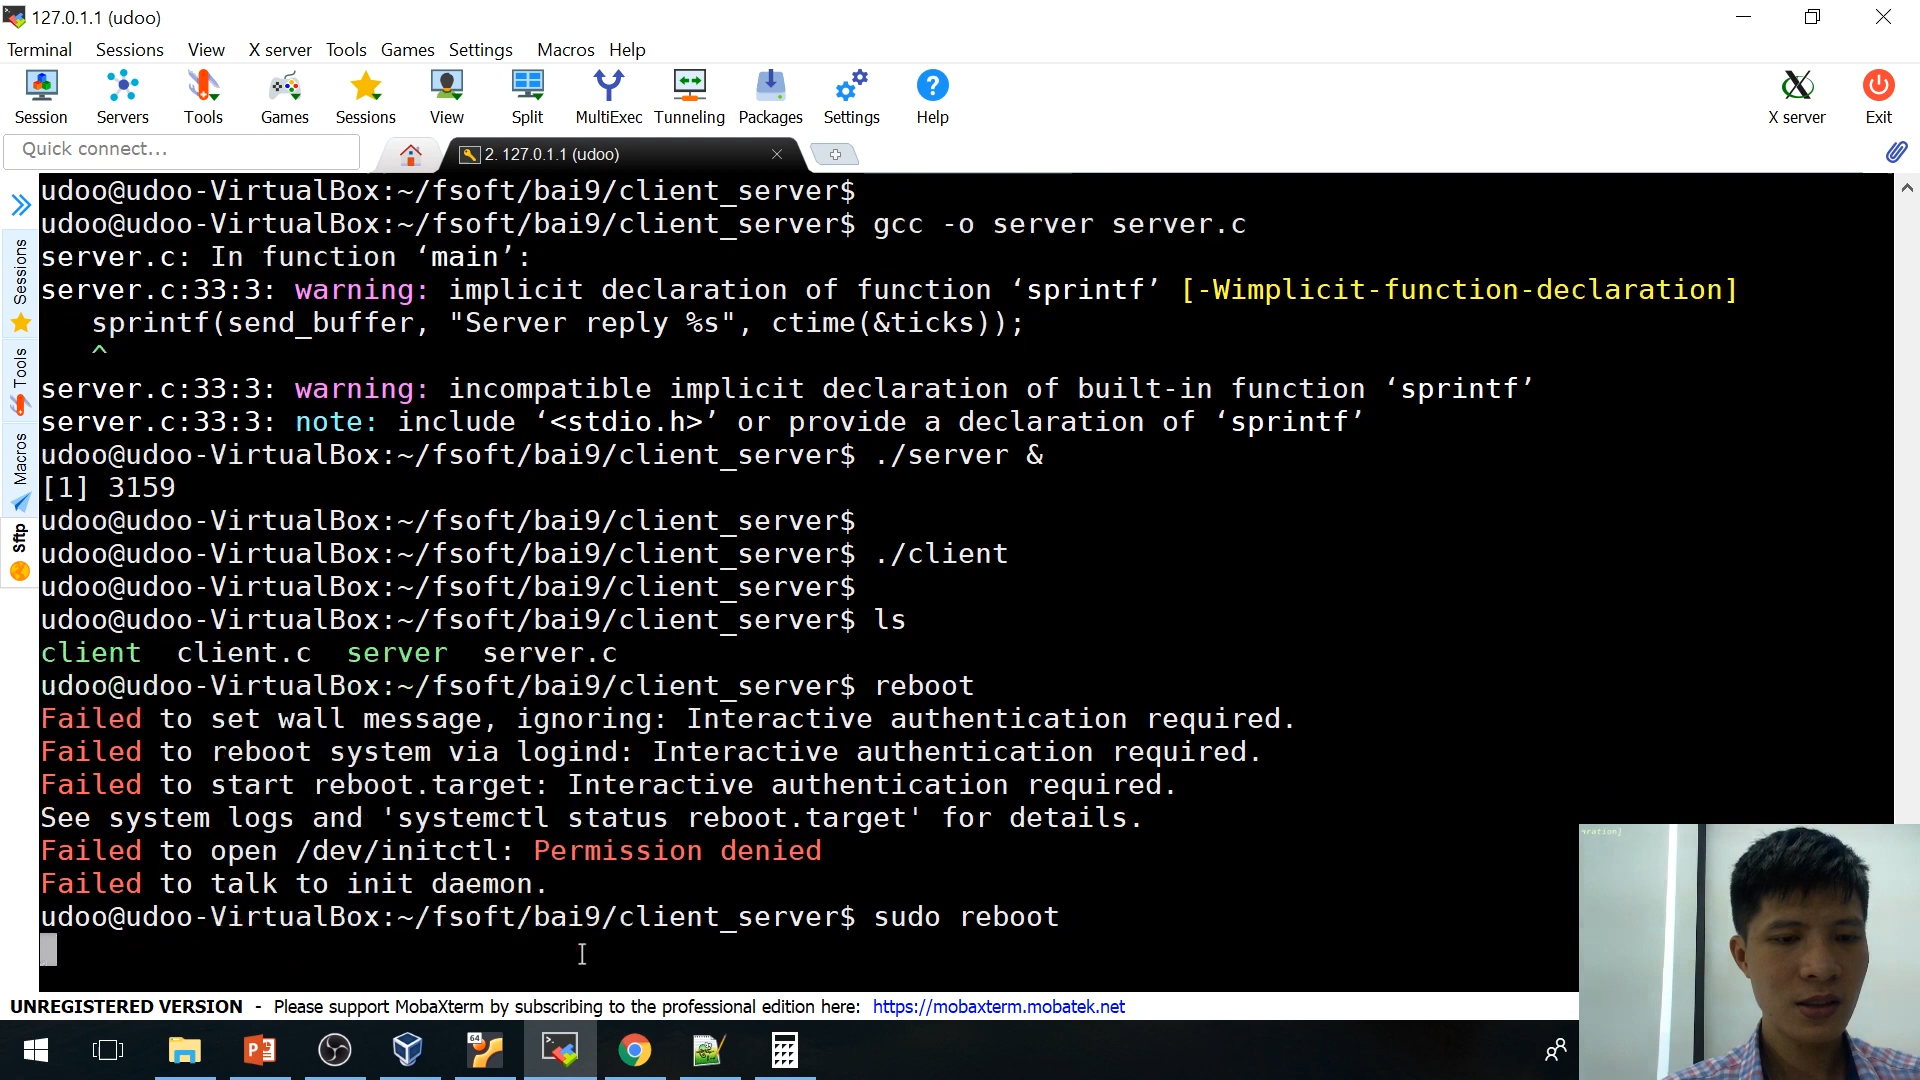 127.0.1.1 (udoo)
Terminal Sessions View X server Tools Games Settings Macros Help
Session Servers Tools Games Sessions View Split MultiExec Tunneling Packages Settings Help X server Exit
Quick connect...
2. 127.0.1.1 (udoo)
Sessions
Tools
Macros
Sftp
udoo@udoo-VirtualBox:~/fsoft/bai9/client_server$
udoo@udoo-VirtualBox:~/fsoft/bai9/client_server$ gcc -o server server.c
server.c: In function ‘main’:
server.c:33:3: warning: implicit declaration of function ‘sprintf’ [-Wimplicit-function-declaration]
sprintf(send_buffer, "Server reply %s", ctime(&ticks));
^
server.c:33:3: warning: incompatible implicit declaration of built-in function ‘sprintf’
server.c:33:3: note: include ‘<stdio.h>’ or provide a declaration of ‘sprintf’
udoo@udoo-VirtualBox:~/fsoft/bai9/client_server$ ./server &
[1] 3159
udoo@udoo-VirtualBox:~/fsoft/bai9/client_server$
udoo@udoo-VirtualBox:~/fsoft/bai9/client_server$ ./client
udoo@udoo-VirtualBox:~/fsoft/bai9/client_server$
udoo@udoo-VirtualBox:~/fsoft/bai9/client_server$ ls
client client.c server server.c
udoo@udoo-VirtualBox:~/fsoft/bai9/client_server$ reboot
Failed to set wall message, ignoring: Interactive authentication required.
Failed to reboot system via logind: Interactive authentication required.
Failed to start reboot.target: Interactive authentication required.
See system logs and 'systemctl status reboot.target' for details.
Failed to open /dev/initctl: Permission denied
Failed to talk to init daemon.
udoo@udoo-VirtualBox:~/fsoft/bai9/client_server$ sudo reboot
UNREGISTERED VERSION - Please support MobaXterm by subscribing to the professional edition here: https://mobaxterm.mobatek.net
64